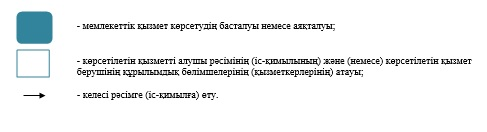 - мемлекеттік қызмет көрсетудің басталуы немесе аяқталуы;
- көрсетілетін қызметті алушы рәсімінің (іс-қимылының) және (немесе) көрсетілетін қызмет
берушінің құрылымдық бөлімшелерінің (қызметкерлерінің) атауы;
- келесі рәсімге (іс-қимылға) өту.